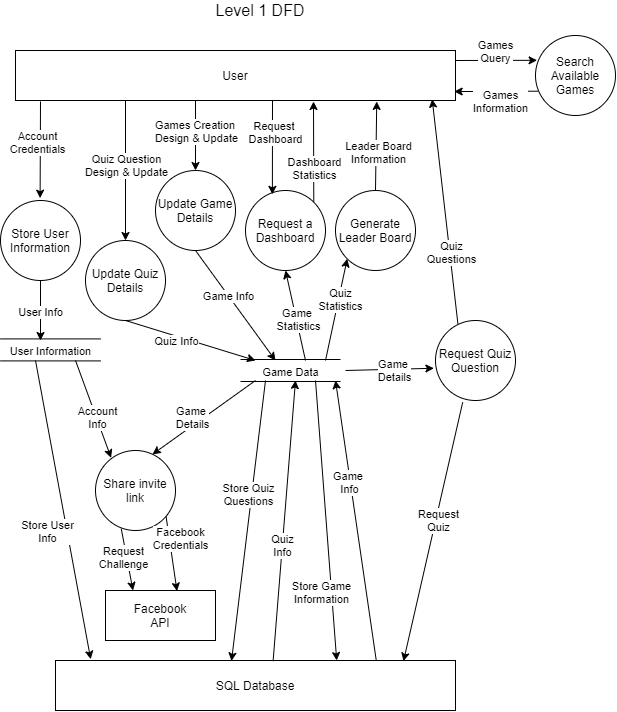 Level 1 DFD
User
Games
Query
Search
Available
Games
Games
Information
Account
Credentials
Quiz Question
Design & Update
Games Creation
Design & Update
Request
Dashboard
Dashboard
Statistics
Leader Board
Information
Store User
Information
Update Quiz
Details
Update Game
Details
Request a
Dashboard
Generate
Leader Board
Quiz
Questions
User Info
Quiz Info
Game Info
Game
Statistics
Quiz
Statistics
User Information
Game Data
Game
Details
Request Quiz
Question
Account
Info
Game
Details
Share invite
link
Store User
Info
Request
Challenge
Facebook
Credentials
Store Quiz
Questions
Quiz
Info
Store Game
Information
Game
Info
Request
Quiz
Facebook
API
SQL Database